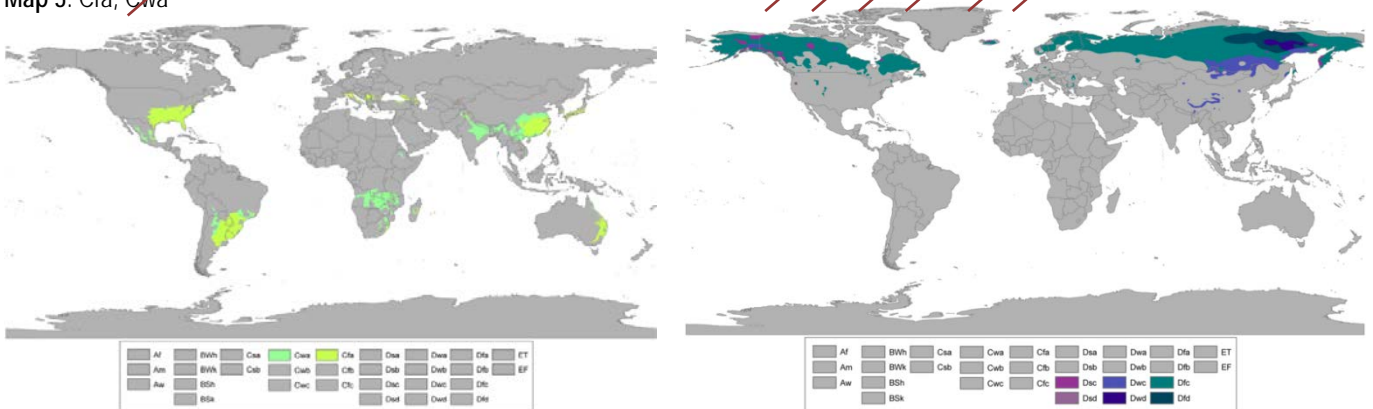 Map 5: Cfa, Cwa
Af BWh Csa Cwa Cfa Dsa Dwa Dfa ET
Am BWk Csb Cwb Cfb Dsb Dwb Dfb EF
Aw BSh Cwc Cfc Dsc Dwc Dfc
BSk Dsd Dwd Dfd
Af BWh Csa Cwa Cfa Dsa Dwa Dfa ET
Am BWk Csb Cwb Cfb Dsb Dwb Dfb EF
Aw BSh Cwc Cfc Dsc Dwc Dfc
BSk Dsd Dwd Dfd